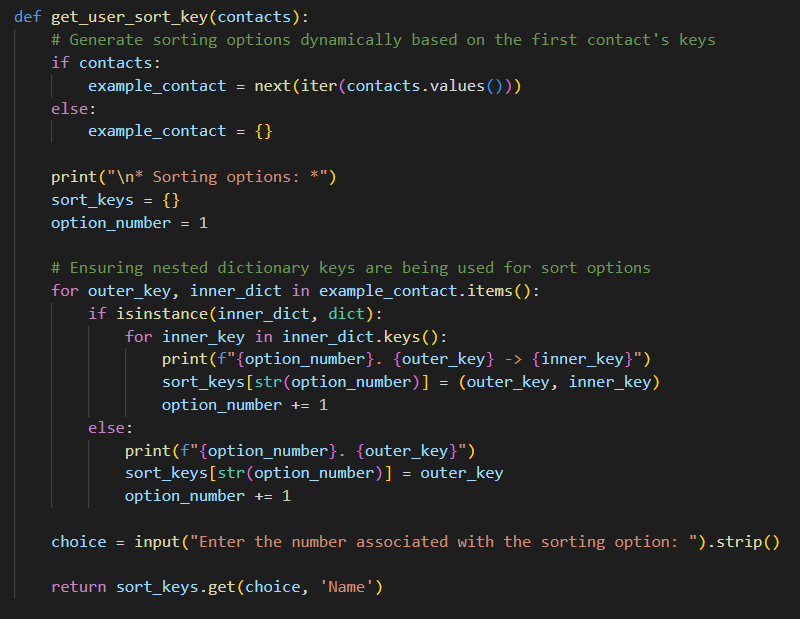 def get_user_sort_key(contacts):
    # Generate sorting options dynamically based on the first contact's keys
    if contacts:
        example_contact = next(iter(contacts.values()))
    else:
        example_contact = {}

    print("\n* Sorting options: *")
    sort_keys = {}
    option_number = 1

    # Ensuring nested dictionary keys are being used for sort options
    for outer_key, inner_dict in example_contact.items():
        if isinstance(inner_dict, dict):
            for inner_key in inner_dict.keys():
                print(f"{option_number}. {outer_key} -> {inner_key}")
                sort_keys[str(option_number)] = (outer_key, inner_key)
                option_number += 1
        else:
            print(f"{option_number}. {outer_key}")
            sort_keys[str(option_number)] = outer_key
            option_number += 1

    choice = input("Enter the number associated with the sorting option: ").strip()

    return sort_keys.get(choice, 'Name')